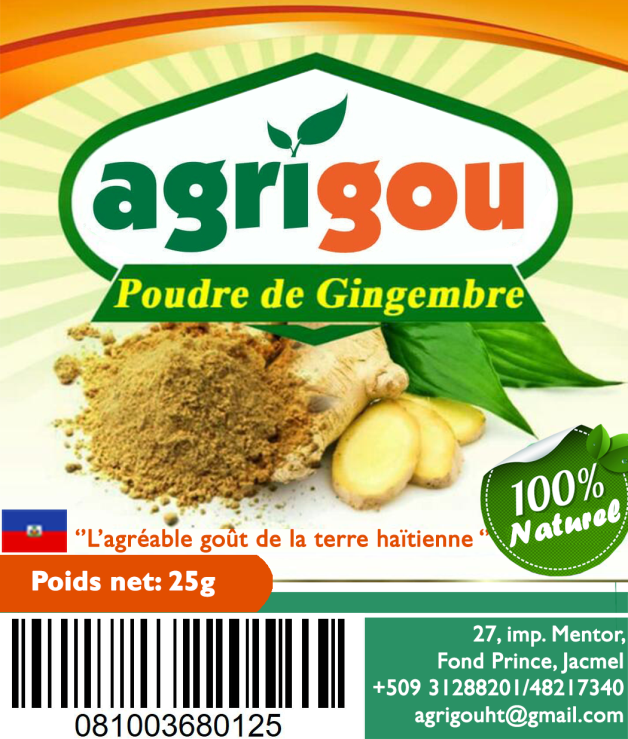 agrigou
Poudre de Gingembre
100%
Naturel
‘’L’agréable goût de la terre haïtienne ‘’
Poids net: 25g
27, imp. Mentor,
Fond Prince, Jacmel
+509 31288201/48217340
agrigouht@gmail.com
081003680125